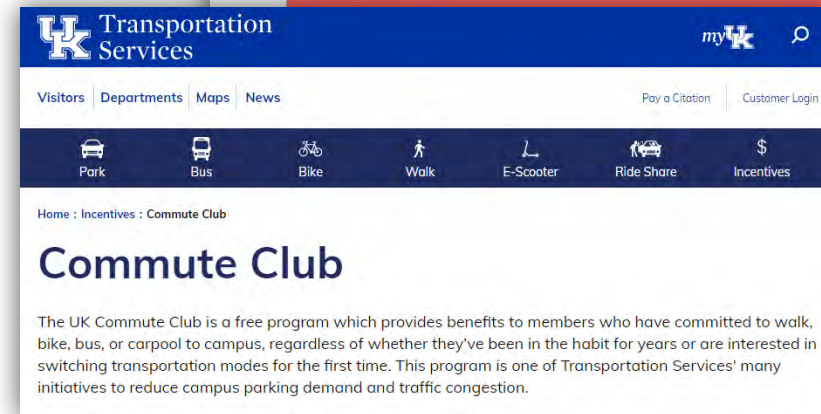 UK Transportation
Services
myUK
Visitors Departments Maps News
Pay a Citation Customer Login
Park Bus Bike Walk E-Scooter Ride Share Incentives
Home : Incentives : Commute Club
Commute Club
The UK Commute Club is a free program which provides benefits to members who have committed to walk,
bike, bus, or carpool to campus, regardless of whether they've been in the habit for years or are interested in
switching transportation modes for the first time. This program is one of Transportation Services' many
initiatives to reduce campus parking demand and traffic congestion.